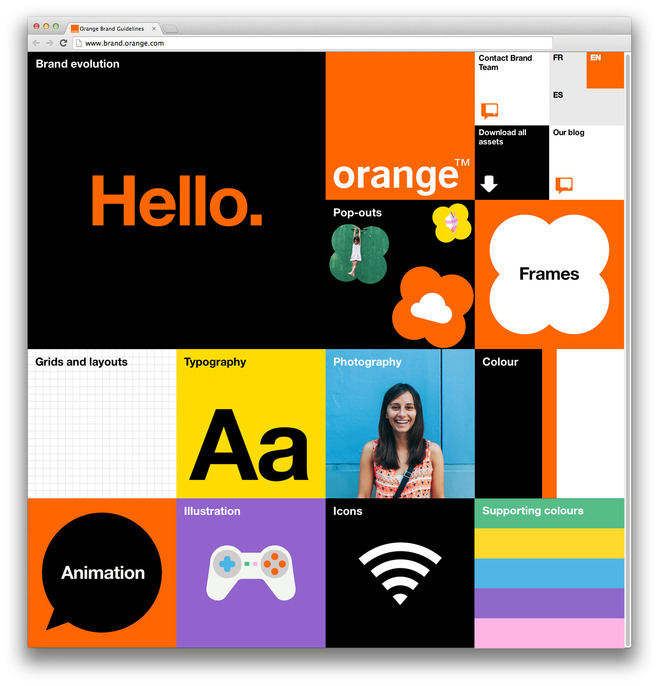 Orange Brand Guidelines
www.brand.orange.com
Brand evolution
Hello.
orange™
Contact Brand
Team
FR
EN
ES
Download all
assets
Our blog
Pop-outs
Frames
Grids and layouts
Typography
Aa
Photography
Colour
Animation
Illustration
Icons
Supporting colours